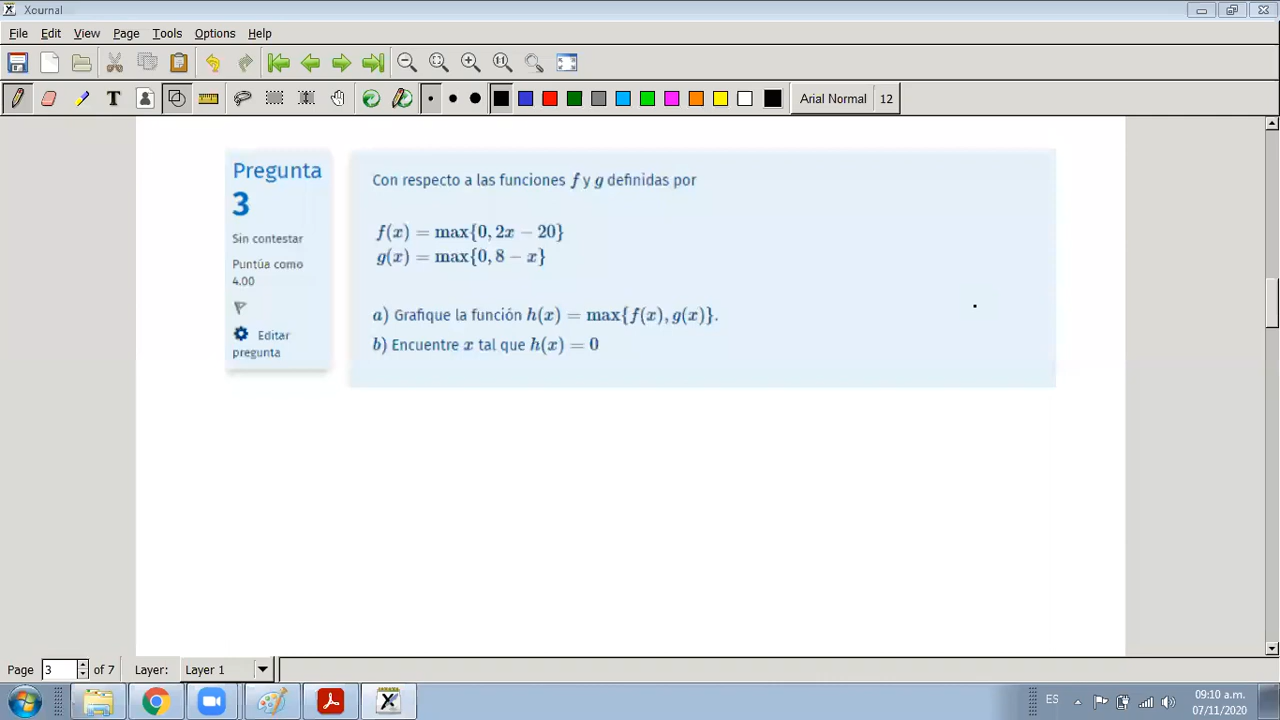 Xournal
File Edit View Page Tools Options Help
Arial Normal 12
Pregunta
3
Sin contestar
Puntúa como
4.00
Editar
pregunta
Con respecto a las funciones f y g definidas por
f(x) = max{0, 2x − 20}
g(x) = max{0, 8 − x}
a) Grafique la función h(x) = max{f(x), g(x)}.
b) Encuentre x tal que h(x) = 0
Page 3 of 7 Layer: Layer 1
ES
09:10 a.m.
07/11/2020